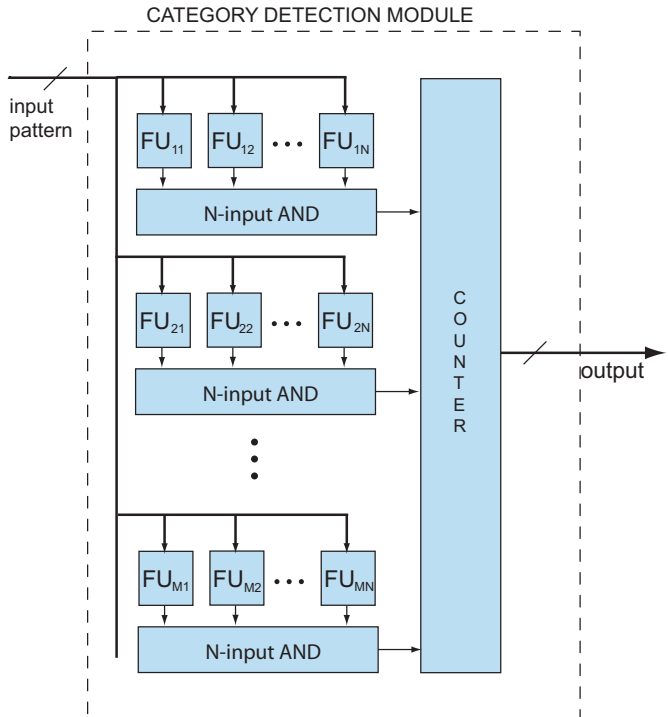 CATEGORY DETECTION MODULE
input
pattern
FU₁₁ FU₁₂ ••• FU₁N
N-input AND
FU₂₁ FU₂₂ ••• FU₂N
N-input AND
COUNTER
output
FUM1 FUM2 ••• FUMN
N-input AND